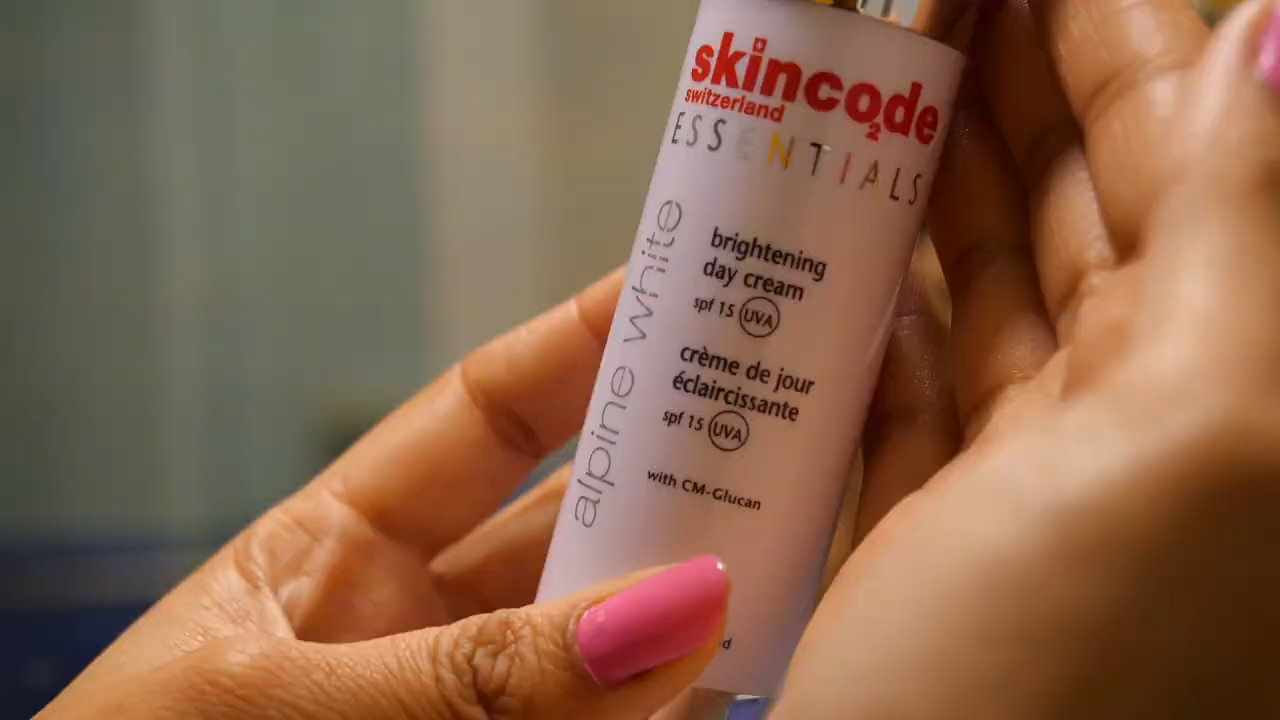 skinco2de
switzerland
ESSENTIALS
alpine white
brightening
day cream
spf 15 UVA
crème de jour
éclaircissante
spf 15 UVA
with CM-Glucan